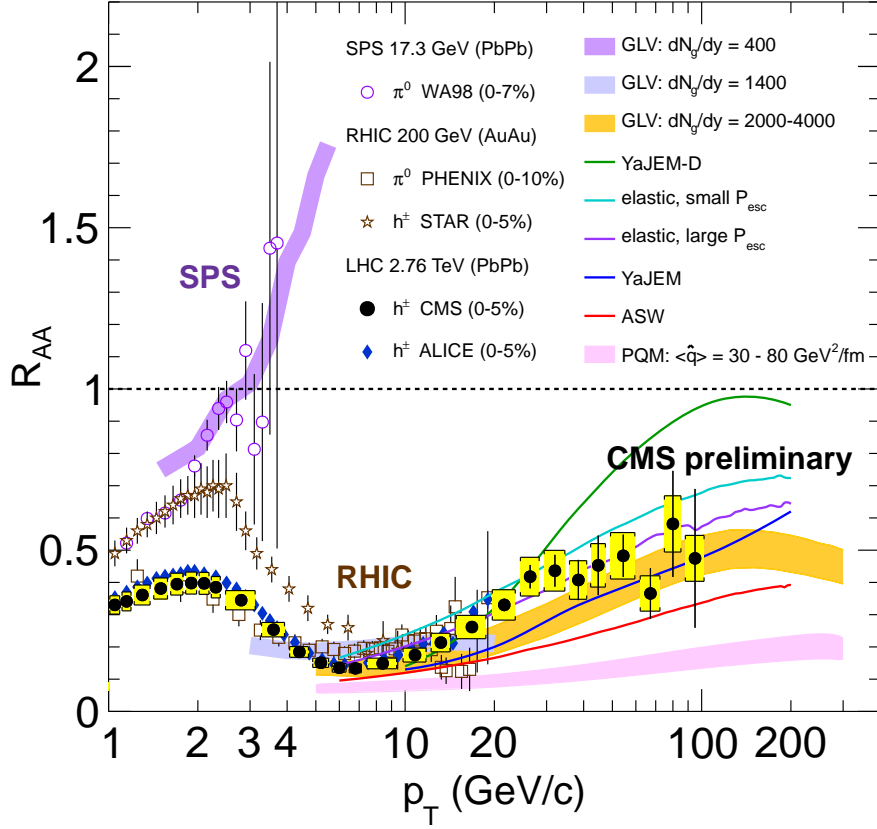 SPS 17.3 GeV (PbPb)
π⁰ WA98 (0-7%)
RHIC 200 GeV (AuAu)
π⁰ PHENIX (0-10%)
h± STAR (0-5%)
LHC 2.76 TeV (PbPb)
h± CMS (0-5%)
h± ALICE (0-5%)
GLV: dN_g/dy = 400
GLV: dN_g/dy = 1400
GLV: dN_g/dy = 2000-4000
YaJEM-D
elastic, small P_esc
elastic, large P_esc
YaJEM
ASW
PQM: <q̂> = 30 - 80 GeV²/fm
SPS
RHIC
CMS preliminary
R_AA
2
1.5
1
0.5
0
1 2 3 4 10 20 100 200
p_T (GeV/c)